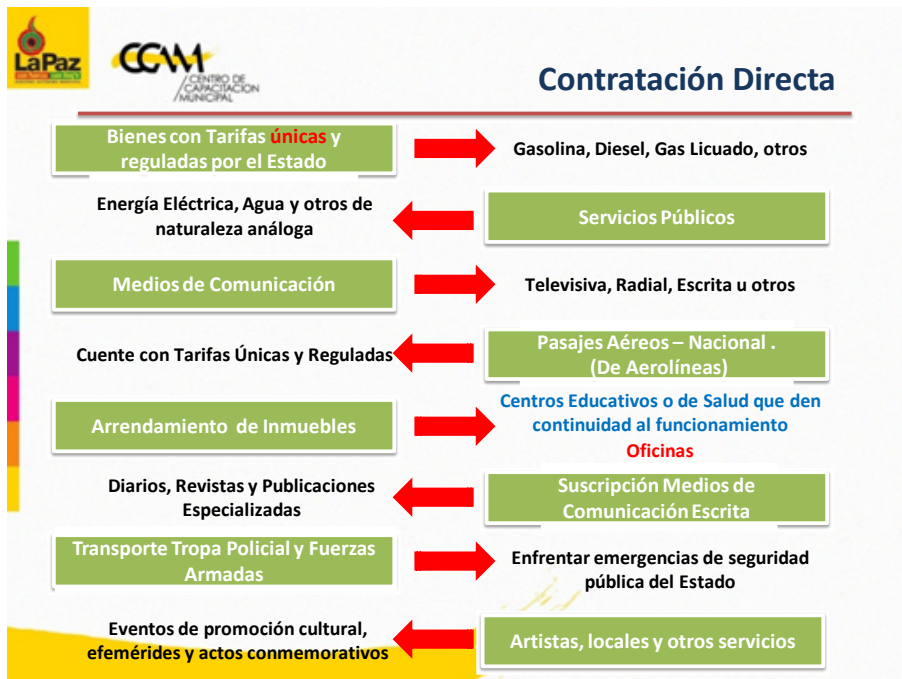 LaPaz
CCAM
CENTRO DE
CAPACITACION
MUNICIPAL
Contratación Directa
Bienes con Tarifas únicas y
reguladas por el Estado
Gasolina, Diesel, Gas Licuado, otros
Energía Eléctrica, Agua y otros de
naturaleza análoga
Servicios Públicos
Medios de Comunicación
Televisiva, Radial, Escrita u otros
Cuente con Tarifas Únicas y Reguladas
Pasajes Aéreos – Nacional .
(De Aerolíneas)
Arrendamiento de Inmuebles
Centros Educativos o de Salud que den
continuidad al funcionamiento
Oficinas
Diarios, Revistas y Publicaciones
Especializadas
Suscripción Medios de
Comunicación Escrita
Transporte Tropa Policial y Fuerzas
Armadas
Enfrentar emergencias de seguridad
pública del Estado
Eventos de promoción cultural,
efemérides y actos conmemorativos
Artistas, locales y otros servicios